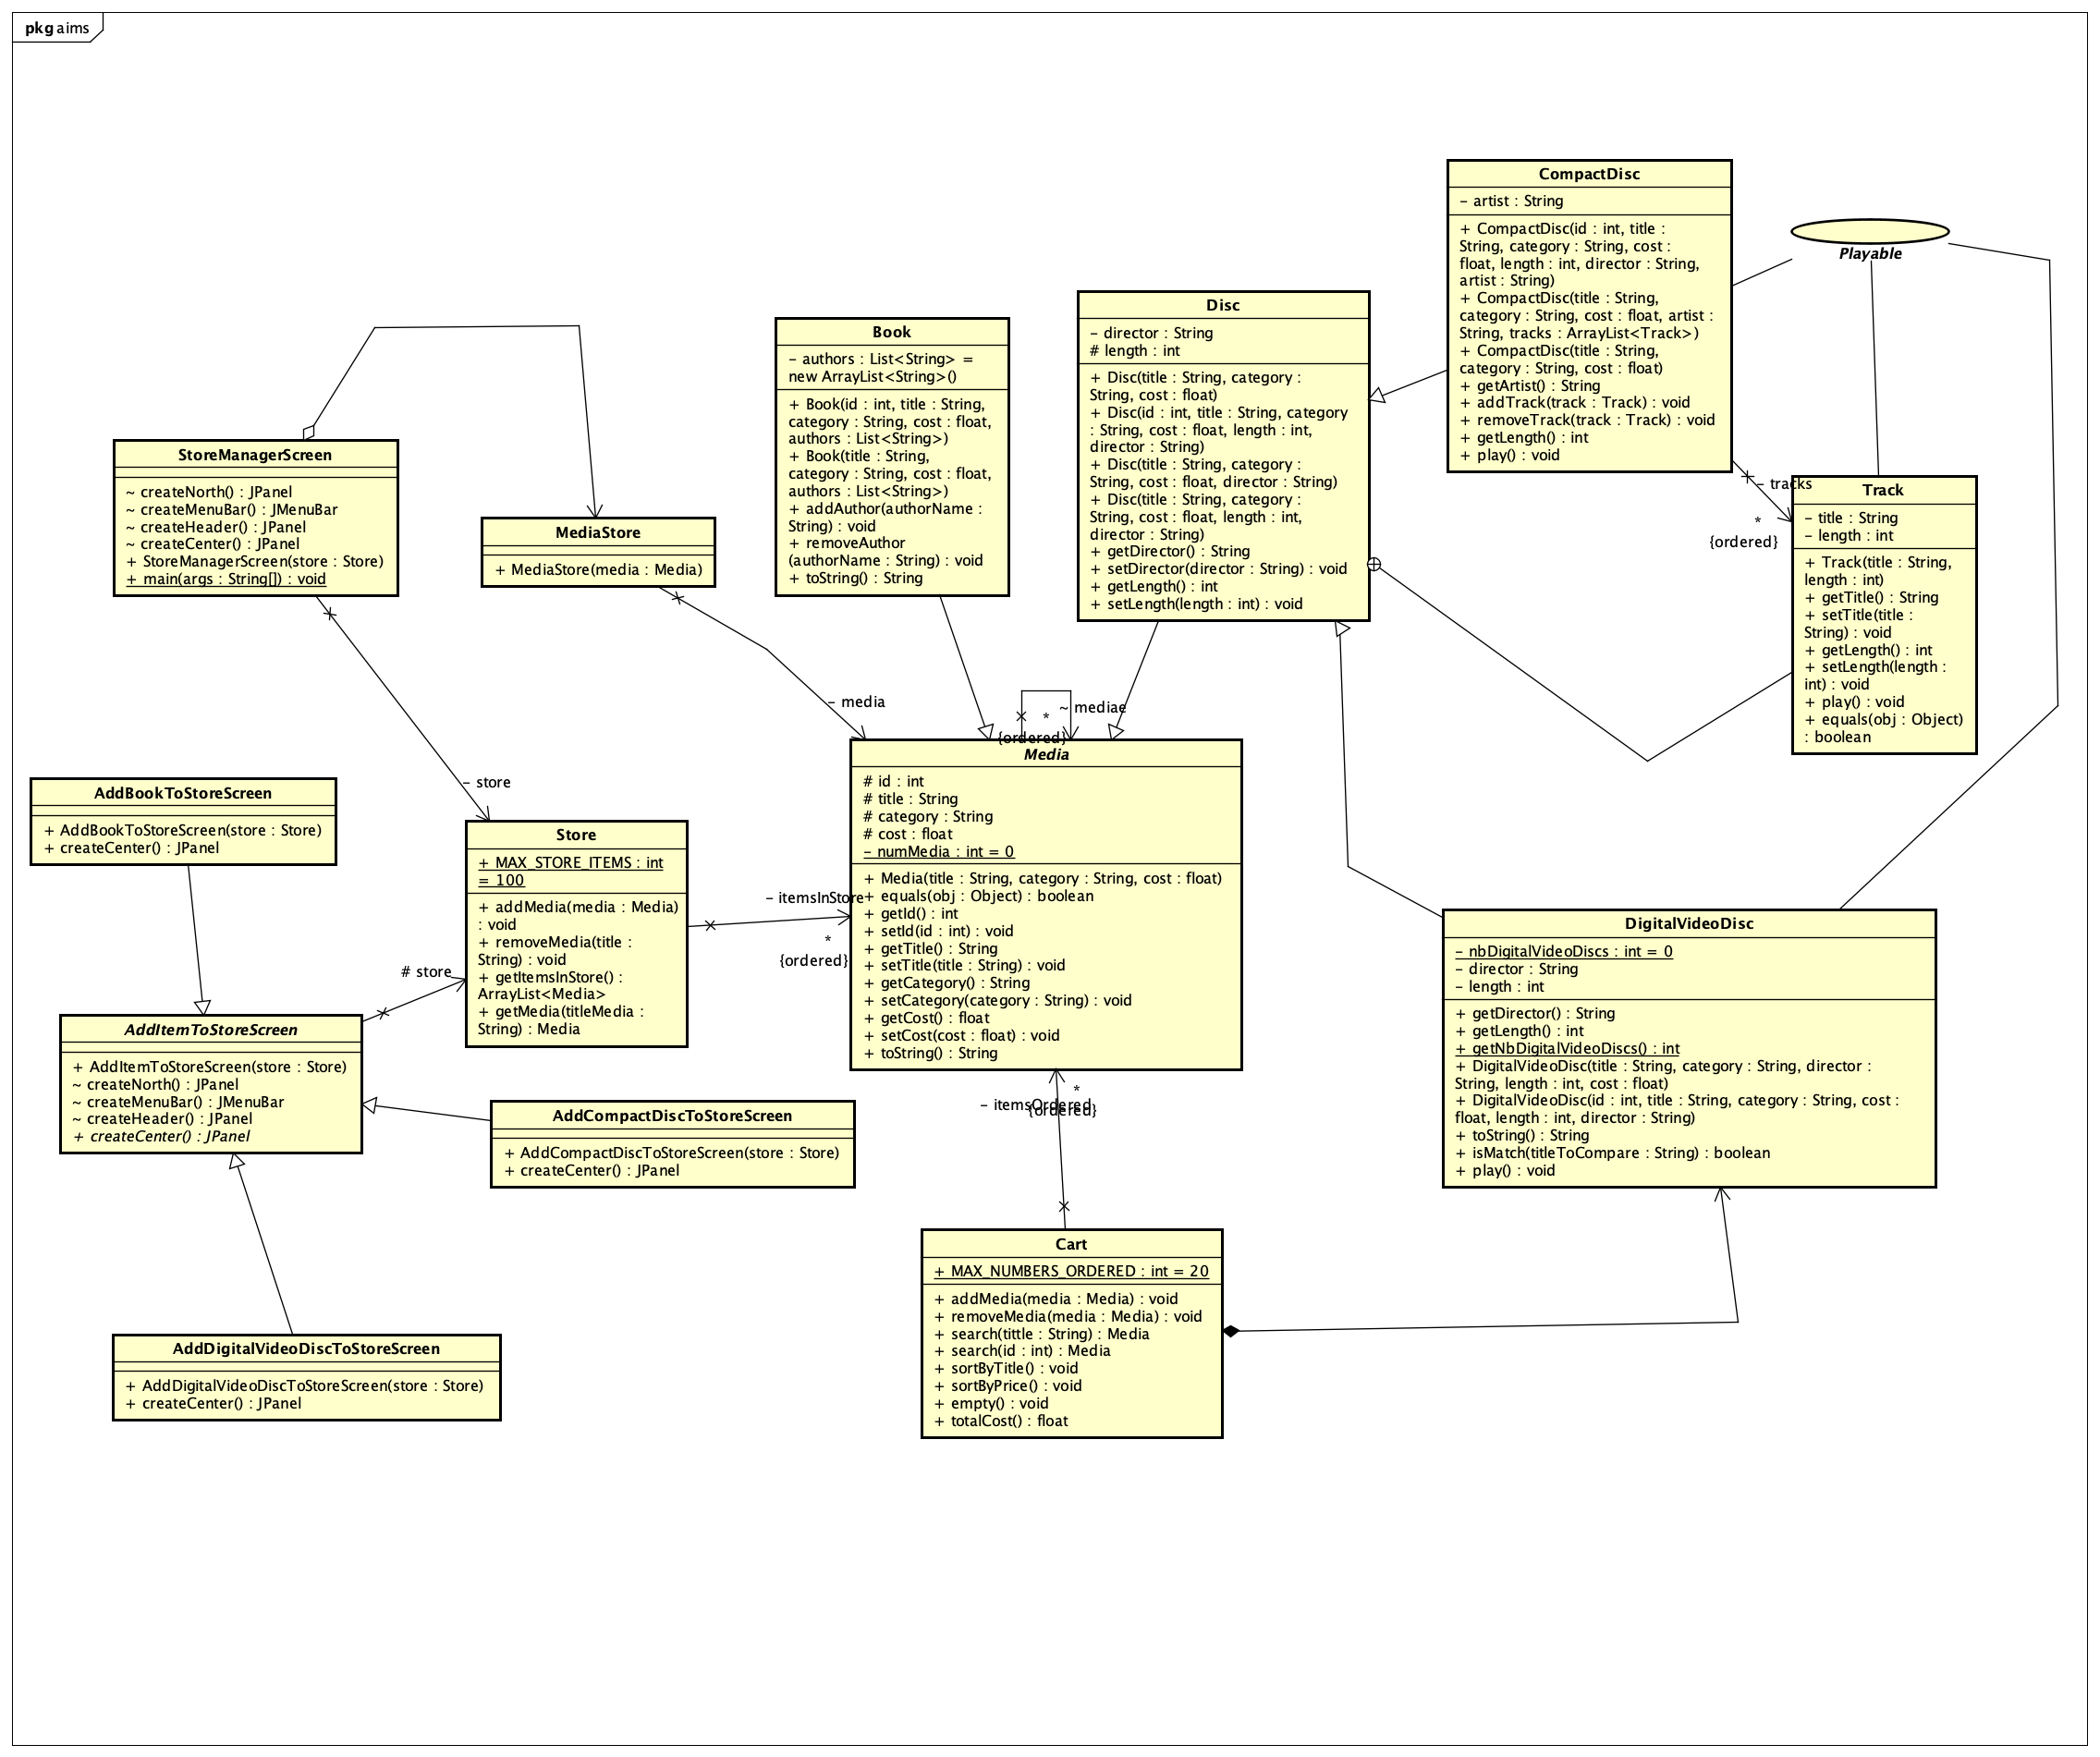 pkg aims
CompactDisc
– artist : String
+ CompactDisc(id : int, title :
String, category : String, cost :
float, length : int, director : String,
artist : String)
+ CompactDisc(title : String,
category : String, cost : float, artist :
String, tracks : ArrayList<Track>)
+ CompactDisc(title : String,
category : String, cost : float)
+ getArtist() : String
+ addTrack(track : Track) : void
+ removeTrack(track : Track) : void
+ getLength() : int
+ play() : void
Playable
Disc
– director : String
# length : int
+ Disc(title : String, category :
String, cost : float)
+ Disc(id : int, title : String, category
: String, cost : float, length : int,
director : String)
+ Disc(title : String, category :
String, cost : float, director : String)
+ Disc(title : String, category :
String, cost : float, length : int,
director : String)
+ getDirector() : String
+ setDirector(director : String) : void
+ getLength() : int
+ setLength(length : int) : void
Book
– authors : List<String> =
new ArrayList<String>()
+ Book(id : int, title : String,
category : String, cost : float,
authors : List<String>)
+ Book(title : String,
category : String, cost : float,
authors : List<String>)
+ addAuthor(authorName :
String) : void
+ removeAuthor
(authorName : String) : void
+ toString() : String
StoreManagerScreen
~ createNorth() : JPanel
~ createMenuBar() : JMenuBar
~ createHeader() : JPanel
~ createCenter() : JPanel
+ StoreManagerScreen(store : Store)
+ main(args : String[]) : void
MediaStore
+ MediaStore(media : Media)
– tracks
*
{ordered}
Track
– title : String
– length : int
+ Track(title : String,
length : int)
+ getTitle() : String
+ setTitle(title :
String) : void
+ getLength() : int
+ setLength(length :
int) : void
+ play() : void
+ equals(obj : Object)
: boolean
– media
~ mediae
*
{ordered}
Media
# id : int
# title : String
# category : String
# cost : float
– numMedia : int = 0
+ Media(title : String, category : String, cost : float)
+ equals(obj : Object) : boolean
+ getId() : int
+ setId(id : int) : void
+ getTitle() : String
+ setTitle(title : String) : void
+ getCategory() : String
+ setCategory(category : String) : void
+ getCost() : float
+ setCost(cost : float) : void
+ toString() : String
– store
AddBookToStoreScreen
+ AddBookToStoreScreen(store : Store)
+ createCenter() : JPanel
Store
+ MAX_STORE_ITEMS : int
= 100
+ addMedia(media : Media)
: void
+ removeMedia(title :
String) : void
+ getItemsInStore() :
ArrayList<Media>
+ getMedia(titleMedia :
String) : Media
– itemsInStore
*
{ordered}
# store
AddItemToStoreScreen
+ AddItemToStoreScreen(store : Store)
~ createNorth() : JPanel
~ createMenuBar() : JMenuBar
~ createHeader() : JPanel
+ createCenter() : JPanel
DigitalVideoDisc
– nbDigitalVideoDiscs : int = 0
– director : String
– length : int
+ getDirector() : String
+ getLength() : int
+ getNbDigitalVideoDiscs() : int
+ DigitalVideoDisc(title : String, category : String, director :
String, length : int, cost : float)
+ DigitalVideoDisc(id : int, title : String, category : String, cost :
float, length : int, director : String)
+ toString() : String
+ isMatch(titleToCompare : String) : boolean
+ play() : void
AddCompactDiscToStoreScreen
+ AddCompactDiscToStoreScreen(store : Store)
+ createCenter() : JPanel
*
– itemsOrdered
{ordered}
Cart
+ MAX_NUMBERS_ORDERED : int = 20
+ addMedia(media : Media) : void
+ removeMedia(media : Media) : void
+ search(tittle : String) : Media
+ search(id : int) : Media
+ sortByTitle() : void
+ sortByPrice() : void
+ empty() : void
+ totalCost() : float
AddDigitalVideoDiscToStoreScreen
+ AddDigitalVideoDiscToStoreScreen(store : Store)
+ createCenter() : JPanel